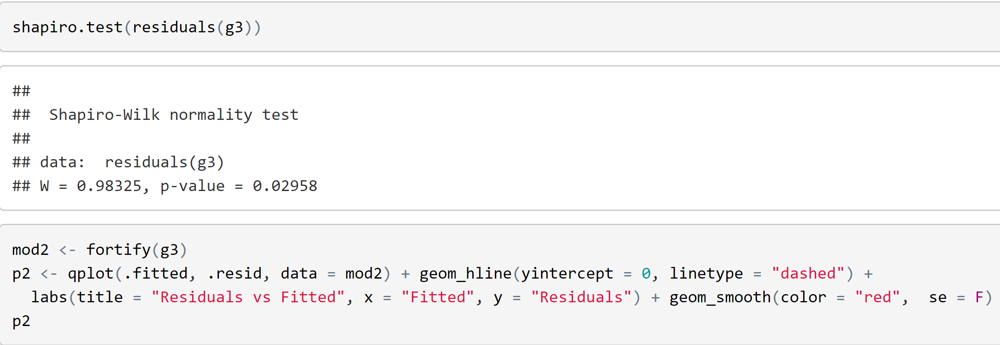 shapiro.test(residuals(g3))
##
##  Shapiro-Wilk normality test
##
## data:  residuals(g3)
## W = 0.98325, p-value = 0.02958
mod2 <- fortify(g3)
p2 <- qplot(.fitted, .resid, data = mod2) + geom_hline(yintercept = 0, linetype = "dashed") +
  labs(title = "Residuals vs Fitted", x = "Fitted", y = "Residuals") + geom_smooth(color = "red",  se = F)
p2